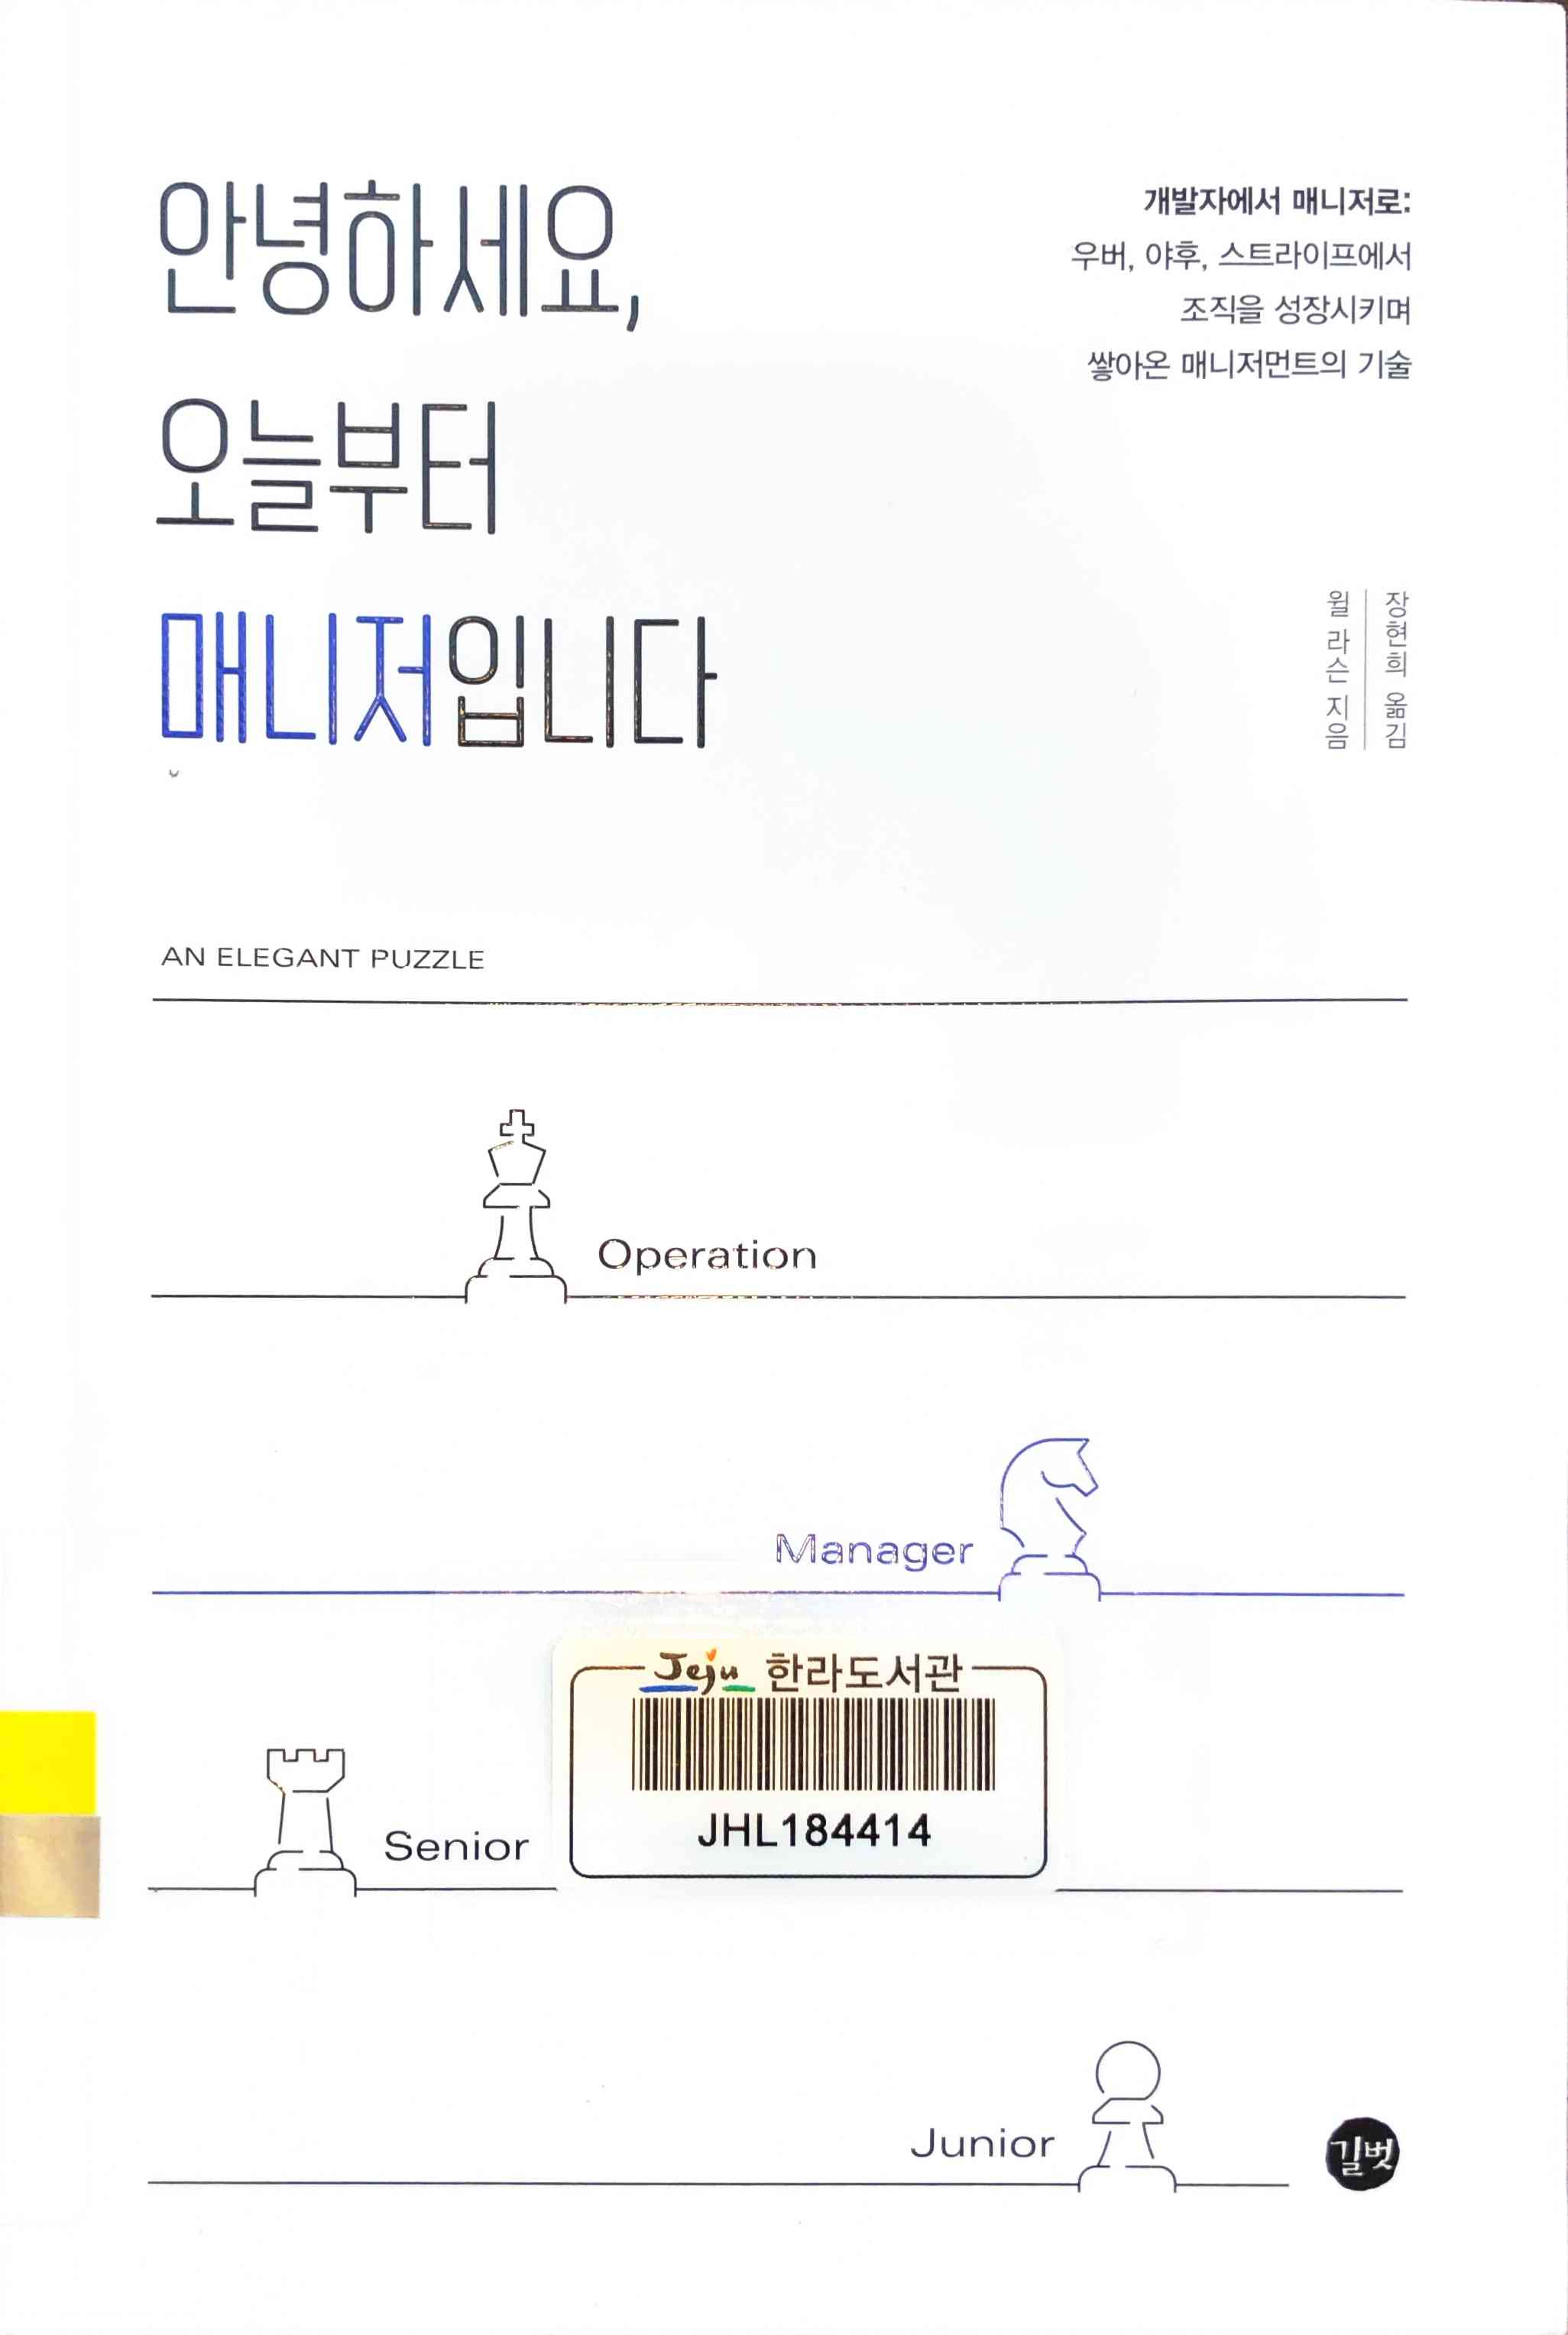 안녕하세요,
오늘부터
매니저입니다
개발자에서 매니저로:
우버, 야후, 스트라이프에서
조직을 성장시키며
쌓아온 매니저먼트의 기술
윌 라슨 지음
장현희 옮김
AN ELEGANT PUZZLE
Operation
Manager
Jeju 한라도서관
JHL184414
Senior
Junior
길벗